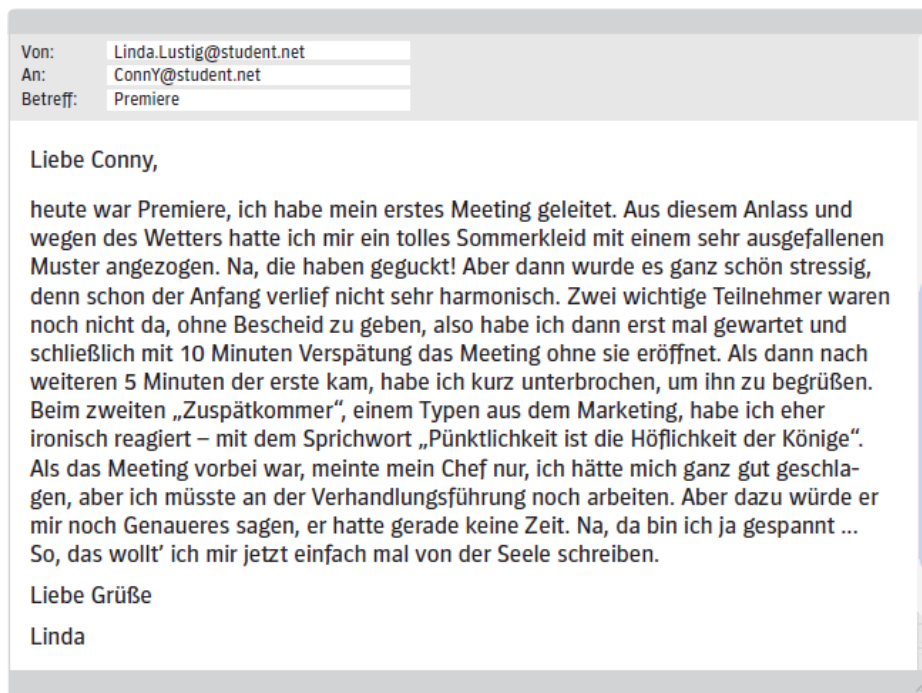 Von: Linda.Lustig@student.net
An: ConnY@student.net
Betreff: Premiere
Liebe Conny,
heute war Premiere, ich habe mein erstes Meeting geleitet. Aus diesem Anlass und
wegen des Wetters hatte ich mir ein tolles Sommerkleid mit einem sehr ausgefallenen
Muster angezogen. Na, die haben geguckt! Aber dann wurde es ganz schön stressig,
denn schon der Anfang verlief nicht sehr harmonisch. Zwei wichtige Teilnehmer waren
noch nicht da, ohne Bescheid zu geben, also habe ich dann erst mal gewartet und
schließlich mit 10 Minuten Verspätung das Meeting ohne sie eröffnet. Als dann nach
weiteren 5 Minuten der erste kam, habe ich kurz unterbrochen, um ihn zu begrüßen.
Beim zweiten „Zuspätkommer“, einem Typen aus dem Marketing, habe ich eher
ironisch reagiert – mit dem Sprichwort „Pünktlichkeit ist die Höflichkeit der Könige“.
Als das Meeting vorbei war, meinte mein Chef nur, ich hätte mich ganz gut geschla-
gen, aber ich müsste an der Verhandlungsführung noch arbeiten. Aber dazu würde er
mir noch Genaueres sagen, er hatte gerade keine Zeit. Na, da bin ich ja gespannt ...
So, das wollt’ ich mir jetzt einfach mal von der Seele schreiben.
Liebe Grüße
Linda